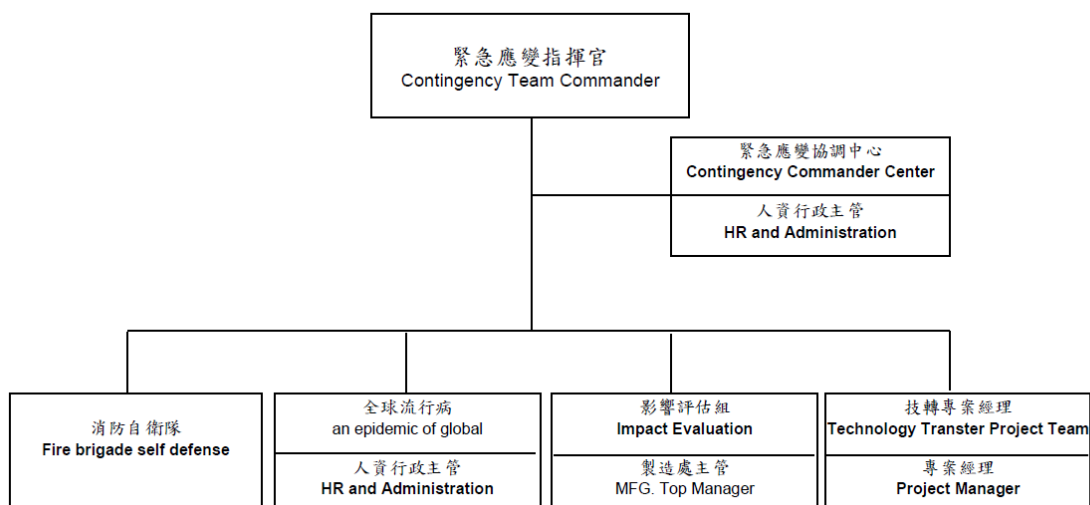 緊急應變指揮官
Contingency Team Commander
緊急應變協調中心
Contingency Commander Center
人資行政主管
HR and Administration
消防自衛隊
Fire brigade self defense
全球流行病
an epidemic of global
人資行政主管
HR and Administration
影響評估組
Impact Evaluation
製造處主管
MFG. Top Manager
技轉專案經理
Technology Transter Project Team
專案經理
Project Manager